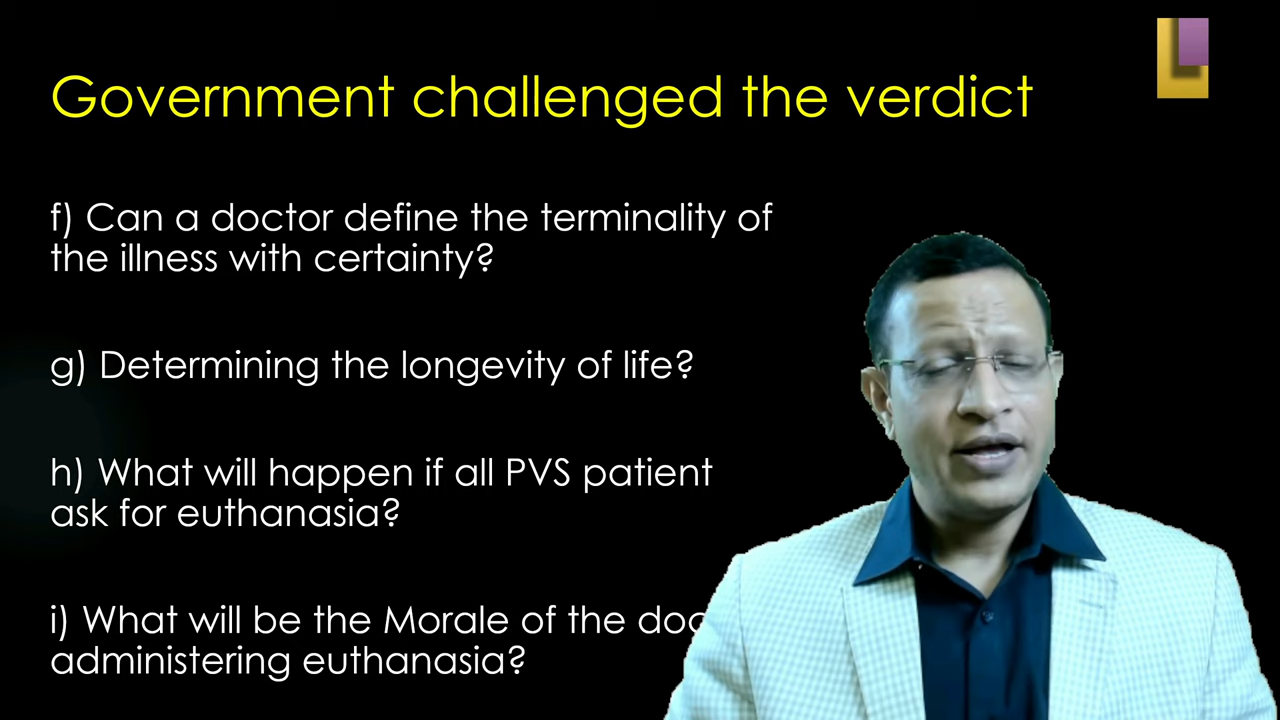 Government challenged the verdict
f) Can a doctor define the terminality of
the illness with certainty?
g) Determining the longevity of life?
h) What will happen if all PVS patient
ask for euthanasia?
i) What will be the Morale of the
administering euthanasia?